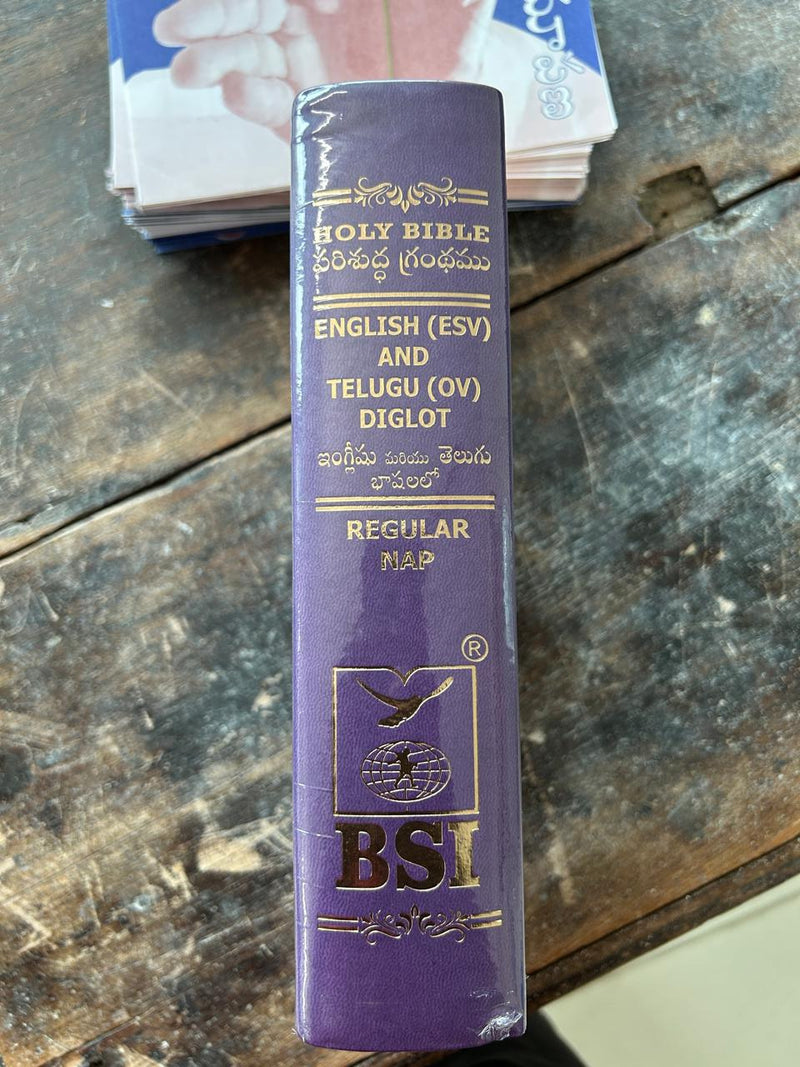 HOLY BIBLE
పరిశుద్ధ గ్రంథము
ENGLISH (ESV)
AND
TELUGU (OV)
DIGLOT
ఇంగ్లీషు మరియు తెలుగు
భాషలలో
REGULAR
NAP
®
BSI